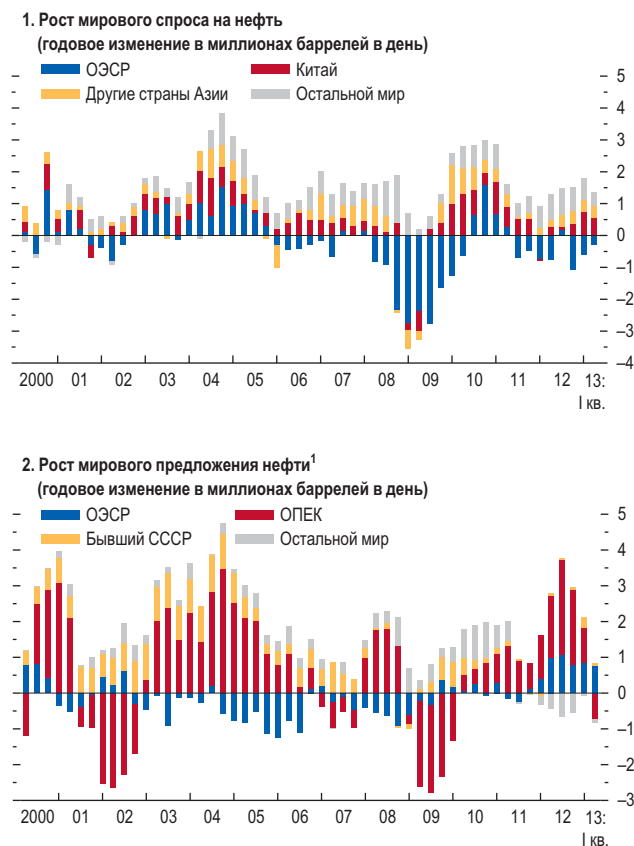 1. Рост мирового спроса на нефть
(годовое изменение в миллионах баррелей в день)
ОЭСР Китай
Другие страны Азии Остальной мир
5
4
3
2
1
0
–1
–2
–3
–4
2000 01 02 03 04 05 06 07 08 09 10 11 12 13:
I кв.
2. Рост мирового предложения нефти1
(годовое изменение в миллионах баррелей в день)
ОЭСР ОПЕК
Бывший СССР Остальной мир
5
4
3
2
1
0
–1
–2
–3
2000 01 02 03 04 05 06 07 08 09 10 11 12 13:
I кв.